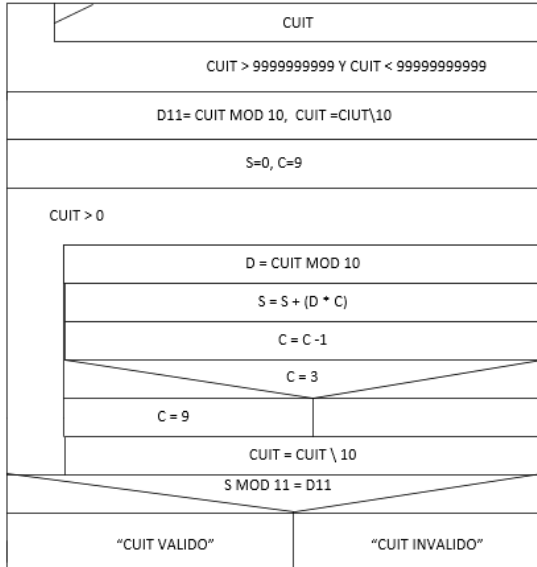 CUIT
CUIT > 9999999999 Y CUIT < 99999999999
D11= CUIT MOD 10, CUIT =CIUT\10
S=0, C=9
CUIT > 0
D = CUIT MOD 10
S = S + (D * C)
C = C -1
C = 3
C = 9
CUIT = CUIT \ 10
S MOD 11 = D11
“CUIT VALIDO”
“CUIT INVALIDO”